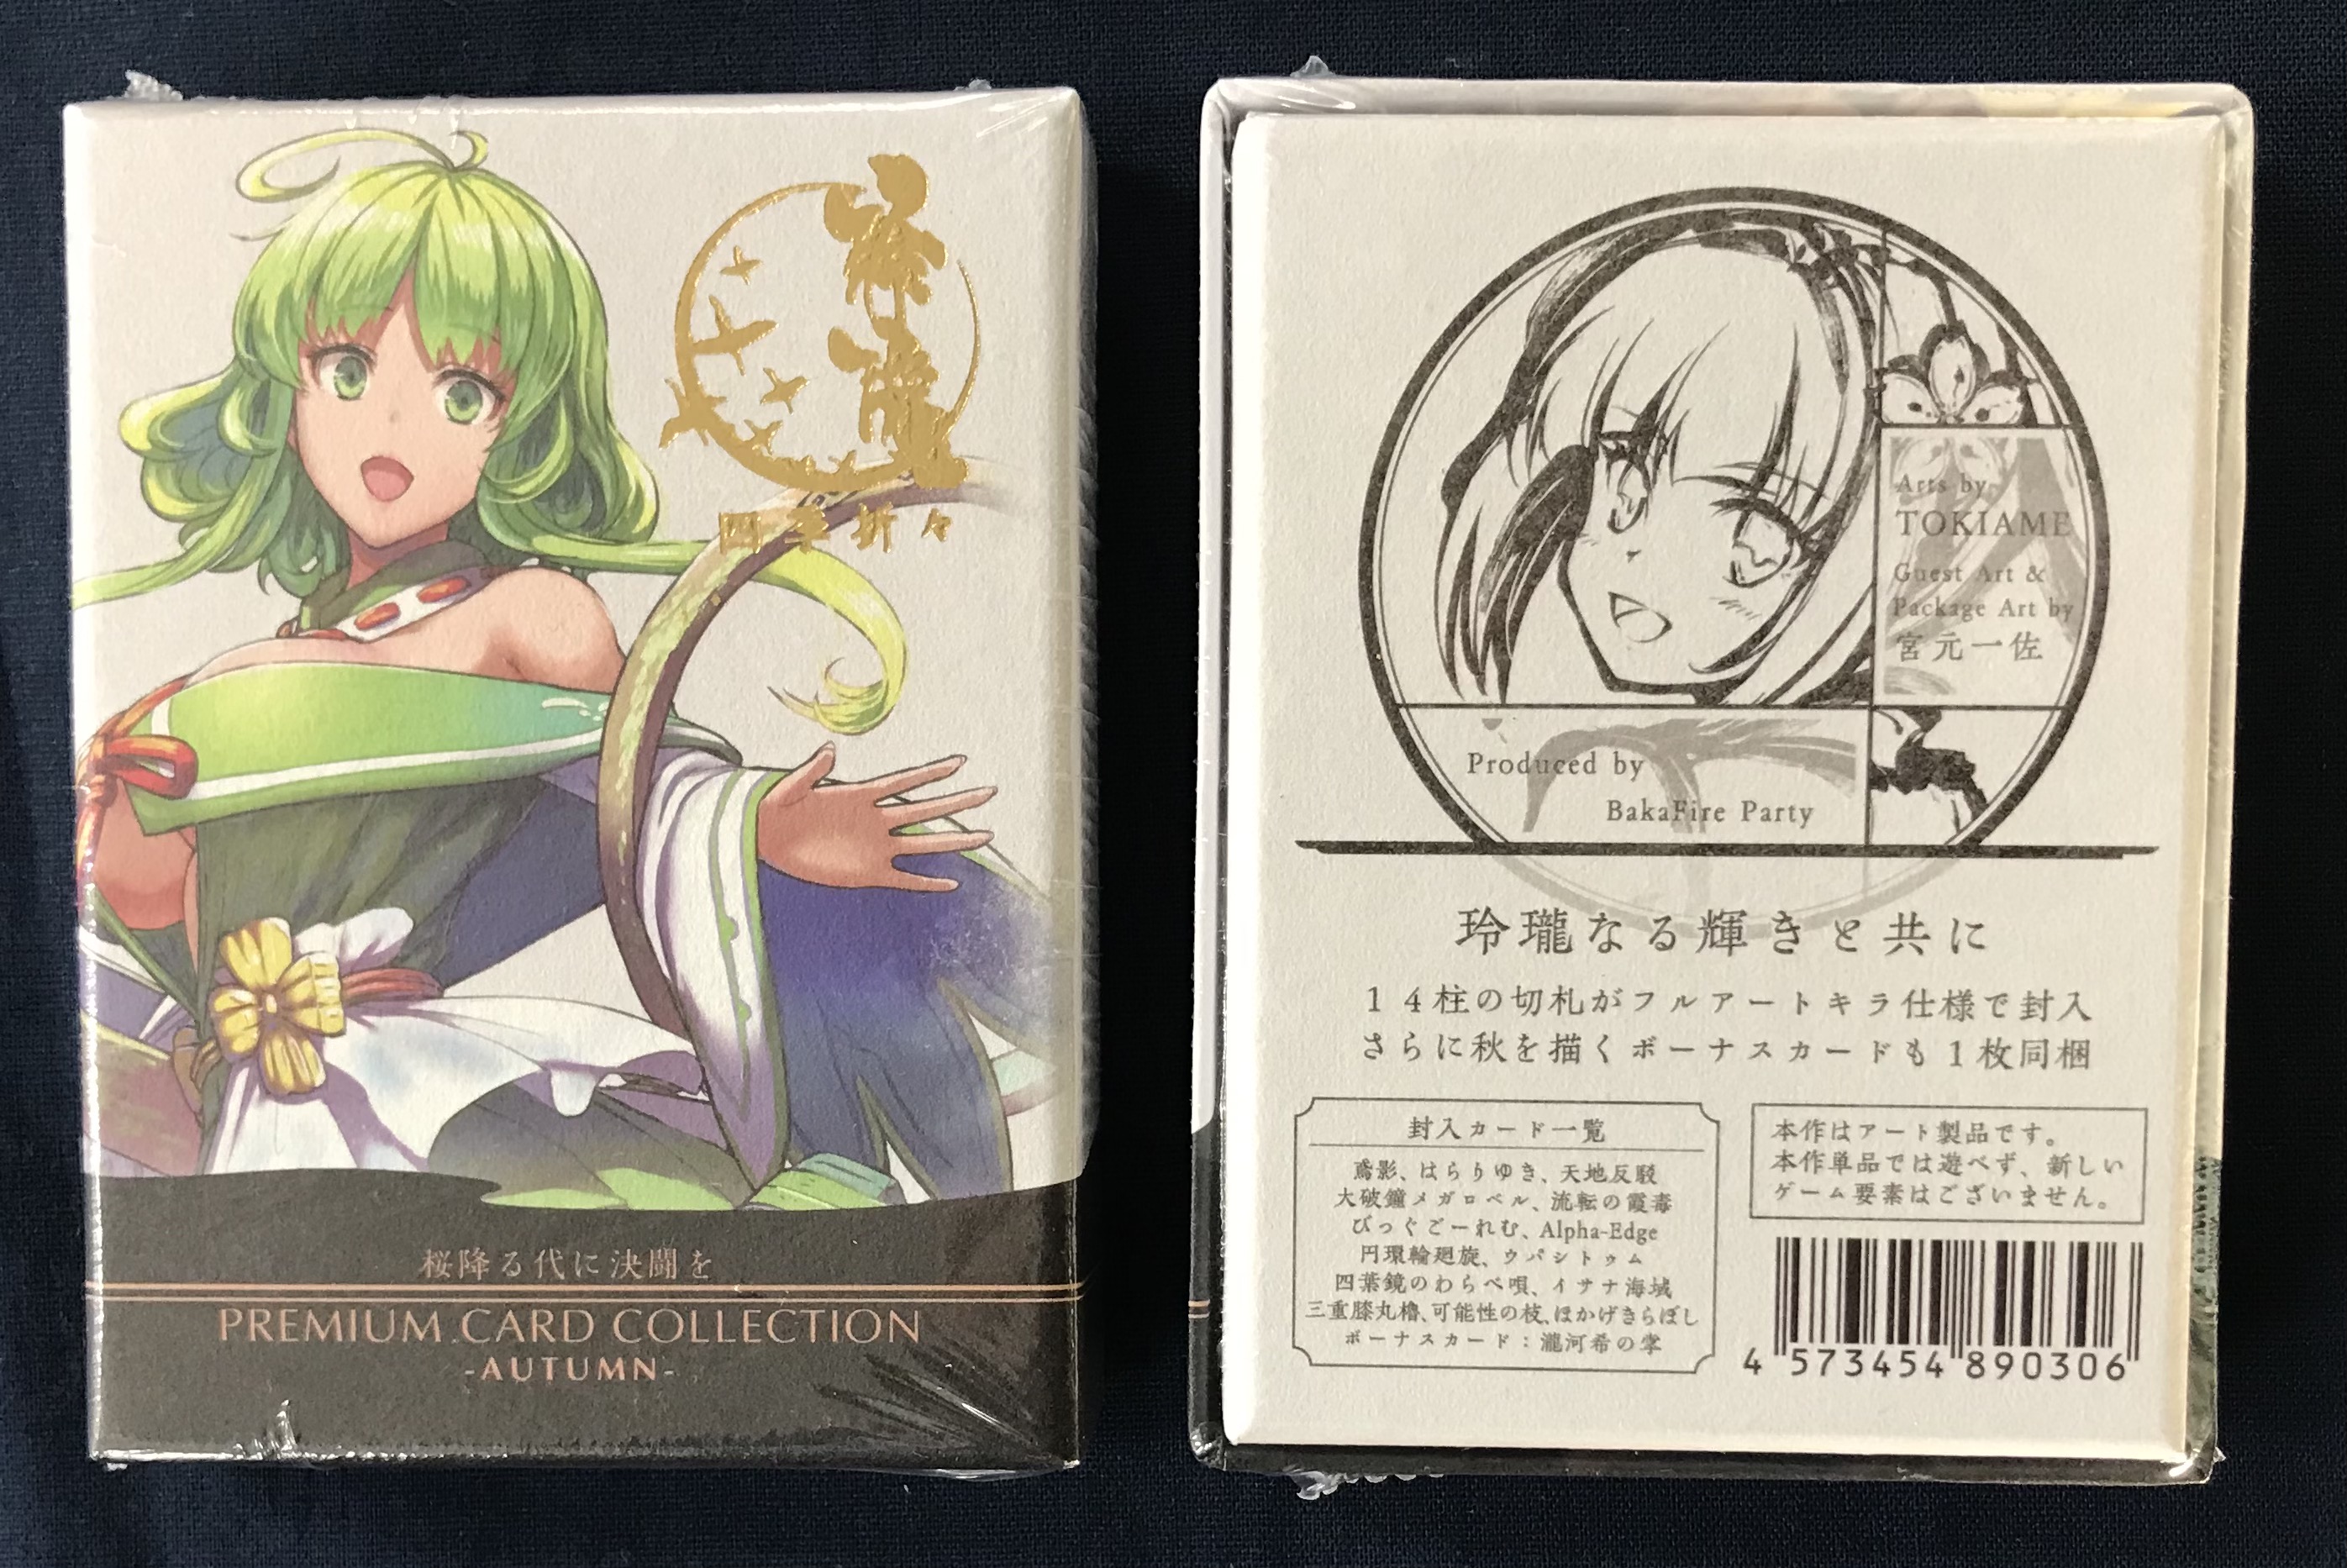 四季折々
桜降る代に決闘を
PREMIUM CARD COLLECTION
-AUTUMN-
Arts by
TOKIAME
Guest Art &
Package Art by
宮元一佐
Produced by
BakaFire Party
玲瓏なる輝きと共に
14柱の切札がフルアートキラ仕様で封入
さらに秋を描くボーナスカードも1枚同梱
封入カード一覧
鳶影、はらりゆき、天地反駁
大破鐘メガロベル、流転の霞毒
びっぐごーれむ、Alpha-Edge
円環輪廻旋、ウパシトゥム
四葉鏡のわらべ唄、イサナ海域
三重膝丸櫓、可能性の枝、ほかげきらぼし
ボーナスカード：瀧河希の掌
本作はアート製品です。
本作単品では遊べず、新しい
ゲーム要素はございません。
4 573454 890306